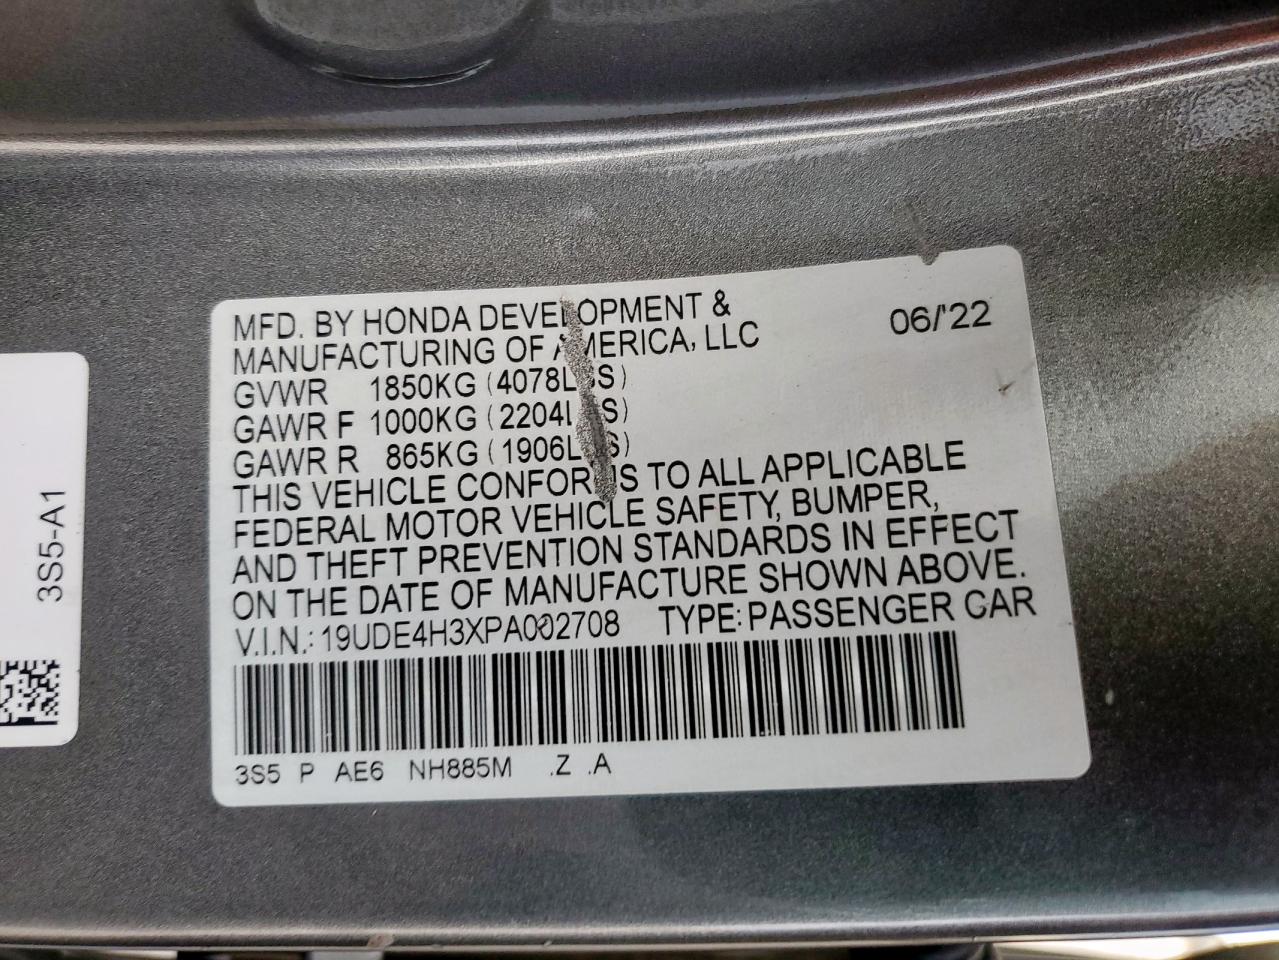 MFD. BY HONDA DEVELOPMENT &
MANUFACTURING OF AMERICA, LLC
06/'22
GVWR 1850KG (4078LBS)
GAWR F 1000KG (2204LBS)
GAWR R 865KG (1906LBS)
THIS VEHICLE CONFORMS TO ALL APPLICABLE
FEDERAL MOTOR VEHICLE SAFETY, BUMPER,
AND THEFT PREVENTION STANDARDS IN EFFECT
ON THE DATE OF MANUFACTURE SHOWN ABOVE.
V.I.N.: 19UDE4H3XPA002708 TYPE: PASSENGER CAR
3S5 P AE6 NH885M .Z .A
3S5-A1